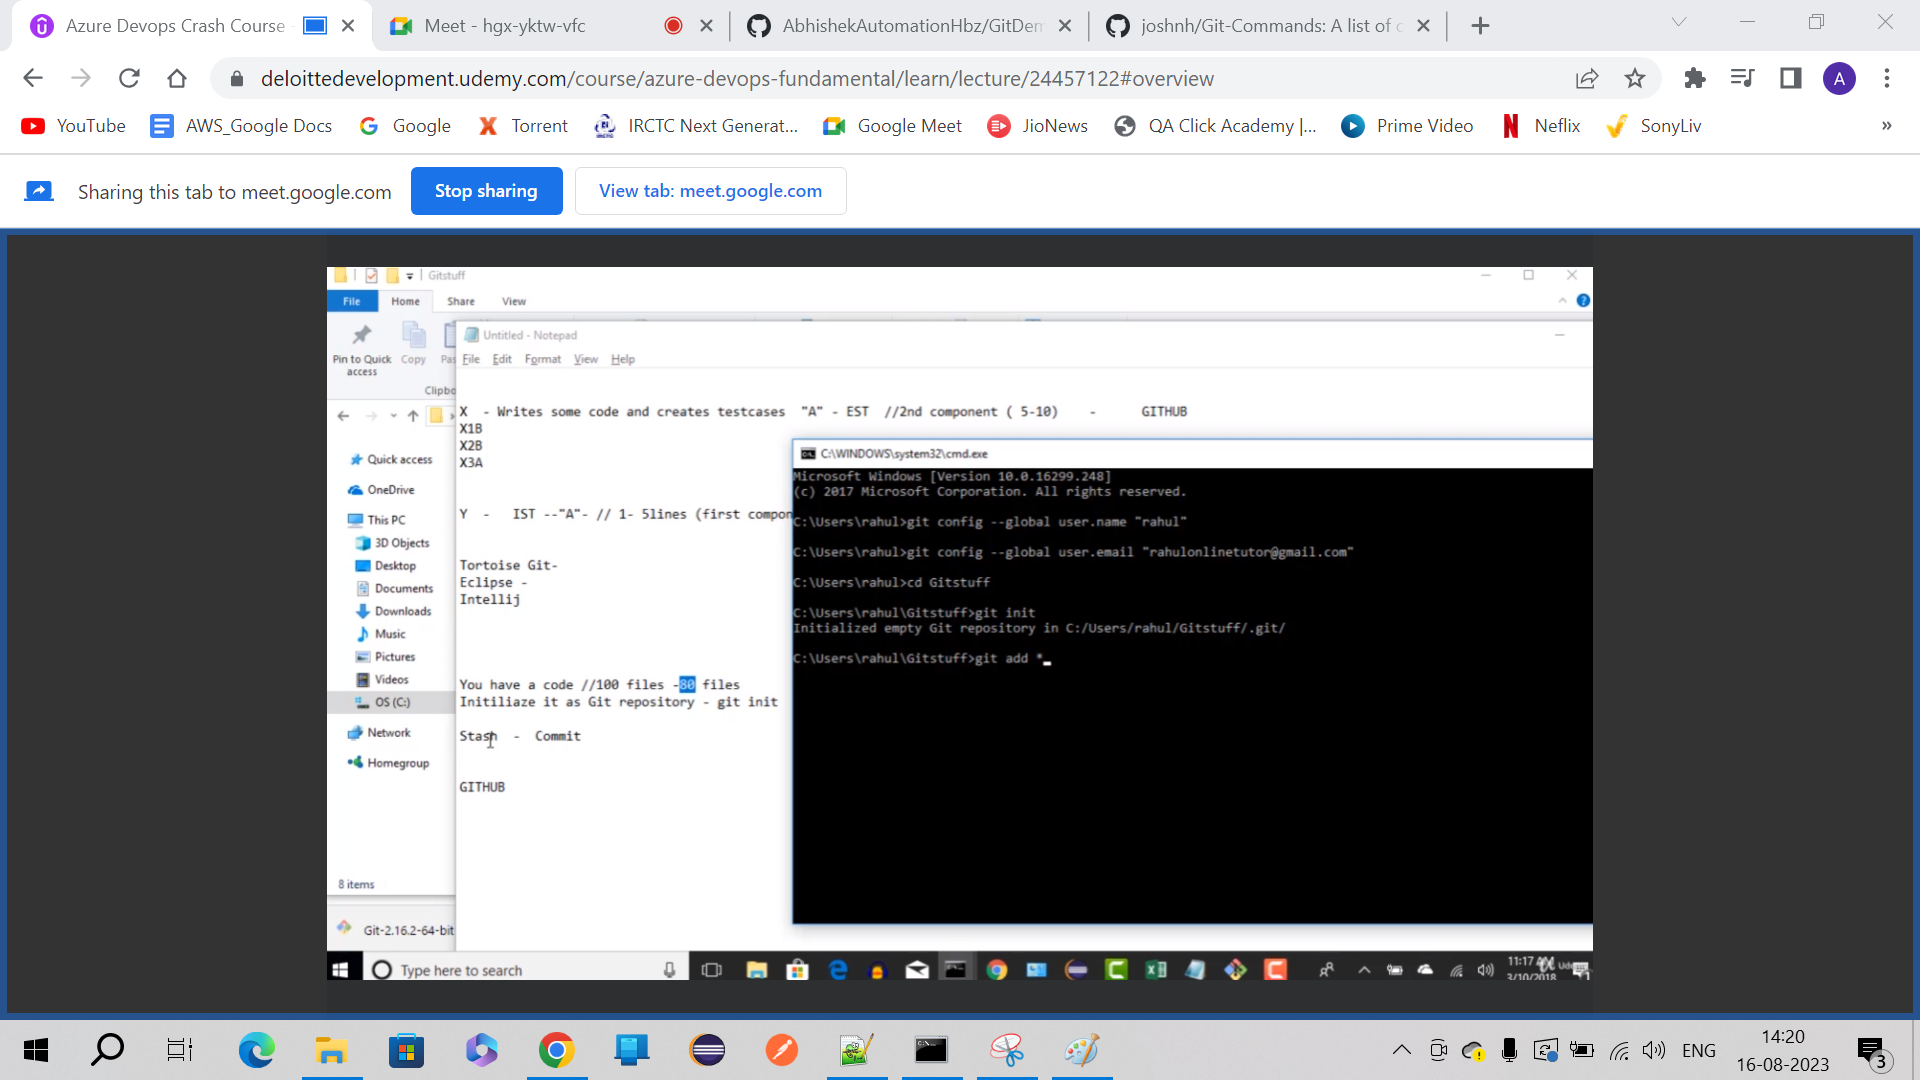 Azure Devops Crash Course -
Meet - hgx-yktw-vfc
AbhishekAutomationHbz/GitDem
joshnh/Git-Commands: A list of c
deloittedevelopment.udemy.com/course/azure-devops-fundamental/learn/lecture/24457122#overview
A
YouTube
AWS_Google Docs
Google
Torrent
IRCTC Next Generat...
Google Meet
JioNews
QA Click Academy |...
Prime Video
Neflix
SonyLiv
»
Sharing this tab to meet.google.com
Stop sharing
View tab: meet.google.com
Gitstuff
File Home Share View
Pin to Quick access
Copy
Pas
Clipbo
Quick access
OneDrive
This PC
3D Objects
Desktop
Documents
Downloads
Music
Pictures
Videos
OS (C:)
Network
Homegroup
8 items
Git-2.16.2-64-bit
Untitled - Notepad
File Edit Format View Help
X - Writes some code and creates testcases "A" - EST //2nd component ( 5-10) - GITHUB
X1B
X2B
X3A
Y - IST --"A"- // 1- 5lines (first compon
Tortoise Git-
Eclipse -
Intellij
You have a code //100 files -80 files
Initiliaze it as Git repository - git init
Stash - Commit
GITHUB
C:\WINDOWS\system32\cmd.exe
Microsoft Windows [Version 10.0.16299.248]
(c) 2017 Microsoft Corporation. All rights reserved.
C:\Users\rahul>git config --global user.name "rahul"
C:\Users\rahul>git config --global user.email "rahulonlinetutor@gmail.com"
C:\Users\rahul>cd Gitstuff
C:\Users\rahul\Gitstuff>git init
Initialized empty Git repository in C:/Users/rahul/Gitstuff/.git/
C:\Users\rahul\Gitstuff>git add *
Type here to search
11:17 AM
3/10/2018
14:20
ENG
16-08-2023
3